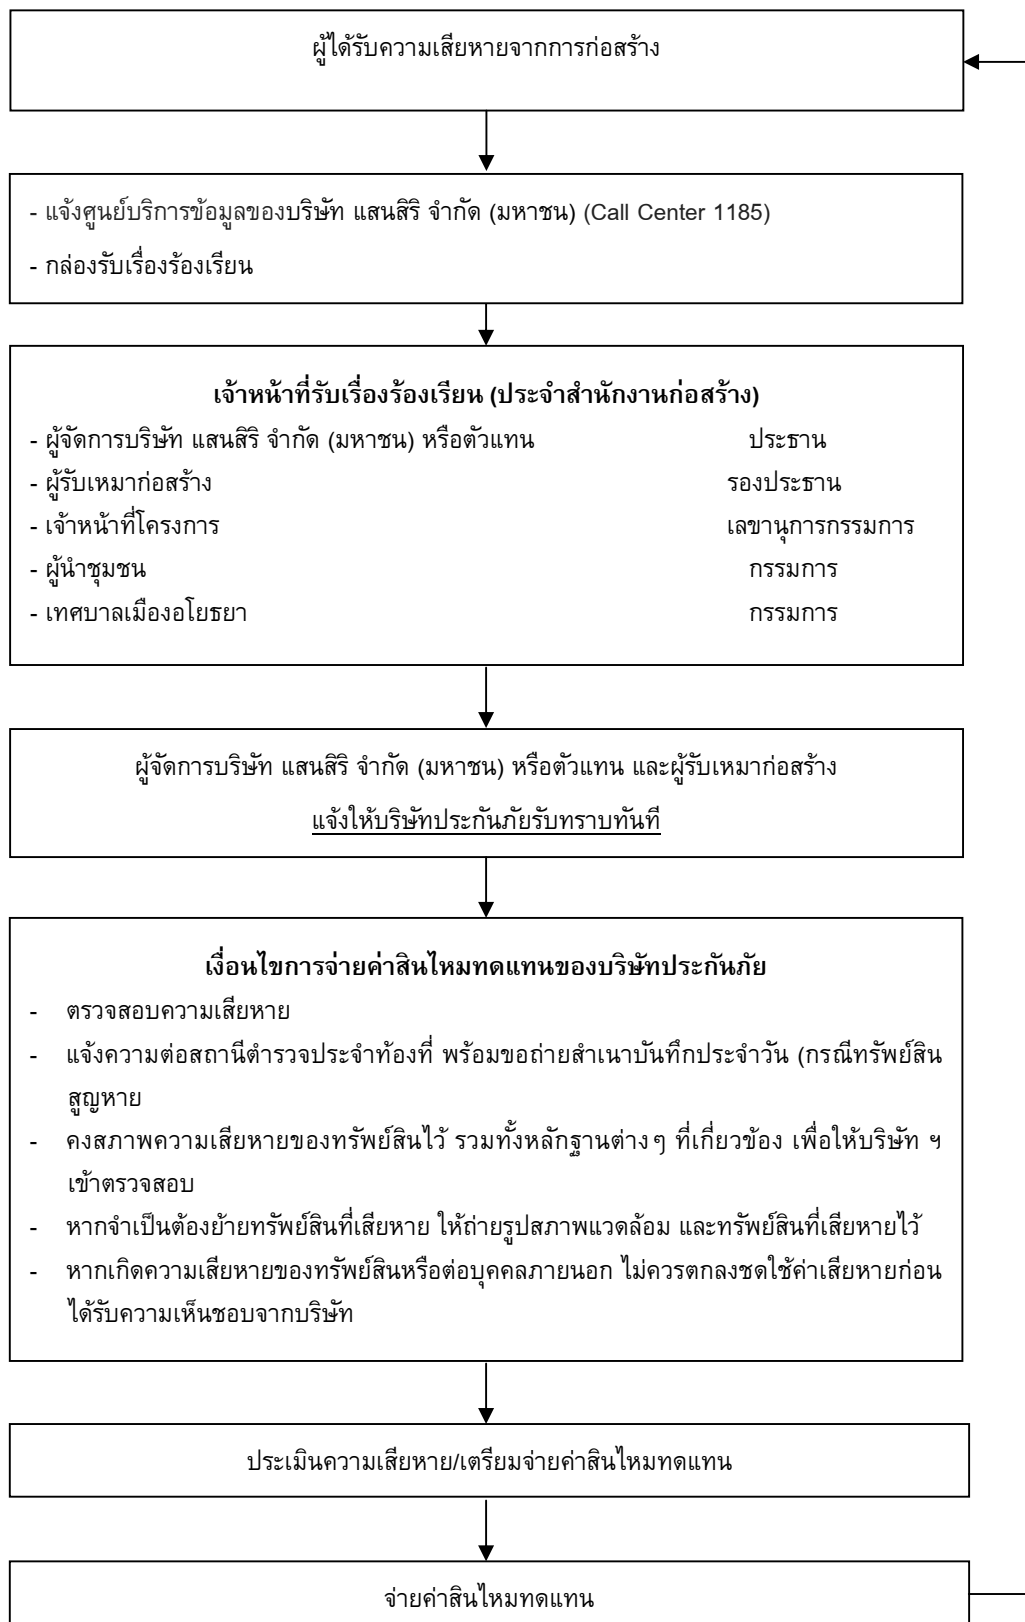 ผู้ได้รับความเสียหายจากการก่อสร้าง
- แจ้งศูนย์บริการข้อมูลของบริษัท แสนสิริ จำกัด (มหาชน) (Call Center 1185)
- กล่องรับเรื่องร้องเรียน
เจ้าหน้าที่รับเรื่องร้องเรียน (ประจำสำนักงานก่อสร้าง)
- ผู้จัดการบริษัท แสนสิริ จำกัด (มหาชน) หรือตัวแทน ประธาน
- ผู้รับเหมาก่อสร้าง รองประธาน
- เจ้าหน้าที่โครงการ เลขานุการกรรมการ
- ผู้นำชุมชน กรรมการ
- เทศบาลเมืองอโยธยา กรรมการ
ผู้จัดการบริษัท แสนสิริ จำกัด (มหาชน) หรือตัวแทน และผู้รับเหมาก่อสร้าง
แจ้งให้บริษัทประกันภัยรับทราบทันที
เงื่อนไขการจ่ายค่าสินไหมทดแทนของบริษัทประกันภัย
- ตรวจสอบความเสียหาย
- แจ้งความต่อสถานีตำรวจประจำท้องที่ พร้อมขอถ่ายสำเนาบันทึกประจำวัน (กรณีทรัพย์สิน
สูญหาย
- คงสภาพความเสียหายของทรัพย์สินไว้ รวมทั้งหลักฐานต่างๆ ที่เกี่ยวข้อง เพื่อให้บริษัท ฯ
เข้าตรวจสอบ
- หากจำเป็นต้องย้ายทรัพย์สินที่เสียหาย ให้ถ่ายรูปสภาพแวดล้อม และทรัพย์สินที่เสียหายไว้
- หากเกิดความเสียหายของทรัพย์สินหรือต่อบุคคลภายนอก ไม่ควรตกลงชดใช้ค่าเสียหายก่อน
ได้รับความเห็นชอบจากบริษัท
ประเมินความเสียหาย/เตรียมจ่ายค่าสินไหมทดแทน
จ่ายค่าสินไหมทดแทน